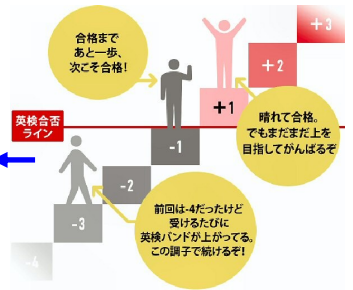 合格まで
あと一歩、
次こそ合格!
+3
+2
+1
英検合否
ライン
晴れて合格。
でもまだまだ上を
目指してがんばるぞ
-1
-2
-3
-4
前回は-4だったけど
受けるたびに
英検バンドが上がってる。
この調子で続けるぞ!